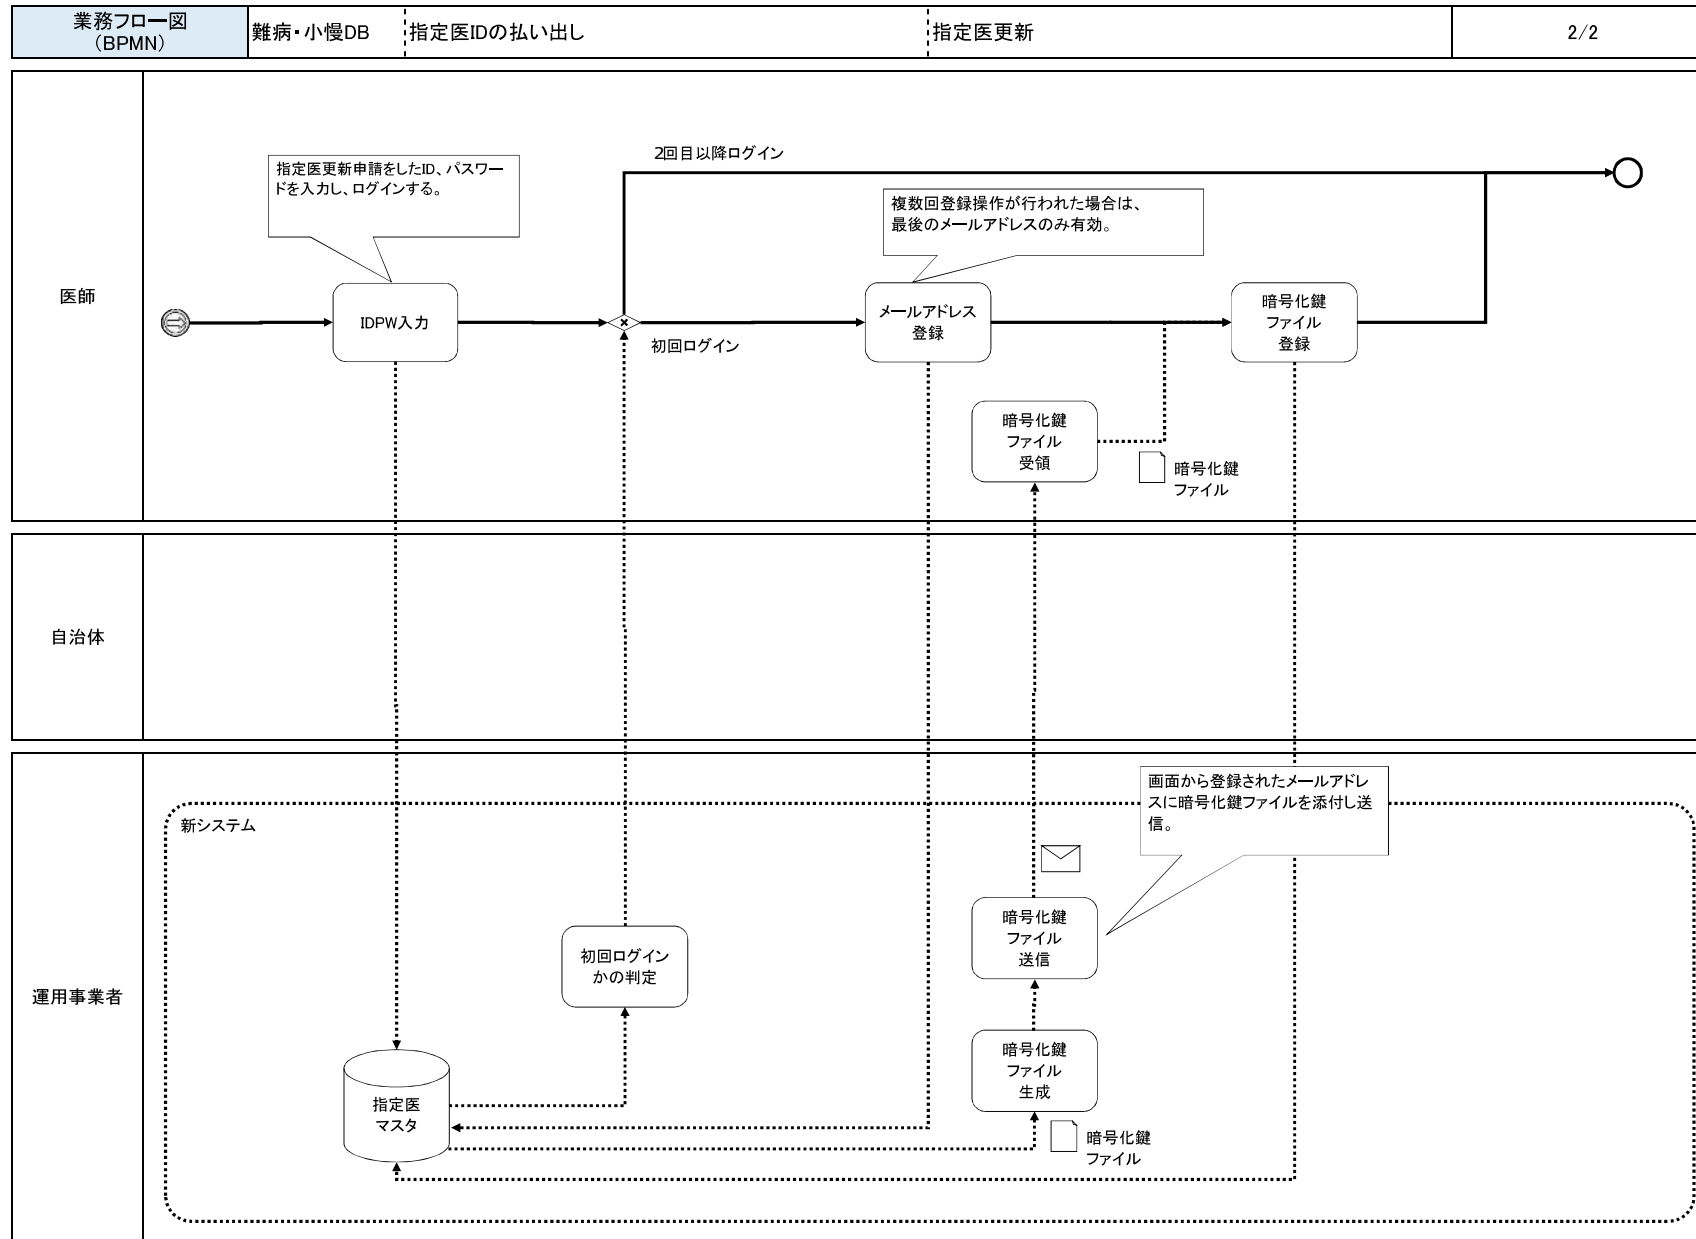 業務フロー図
（BPMN）
難病・小慢DB
指定医IDの払い出し
指定医更新
2/2
医師
指定医更新申請をしたID、パスワー
ドを入力し、ログインする。
2回目以降ログイン
複数回登録操作が行われた場合は、
最後のメールアドレスのみ有効。
IDPW入力
初回ログイン
メールアドレス
登録
暗号化鍵
ファイル
登録
暗号化鍵
ファイル
受領
暗号化鍵
ファイル
自治体
運用事業者
新システム
画面から登録されたメールアドレ
スに暗号化鍵ファイルを添付し送
信。
暗号化鍵
ファイル
送信
初回ログイン
かの判定
暗号化鍵
ファイル
生成
指定医
マスタ
暗号化鍵
ファイル